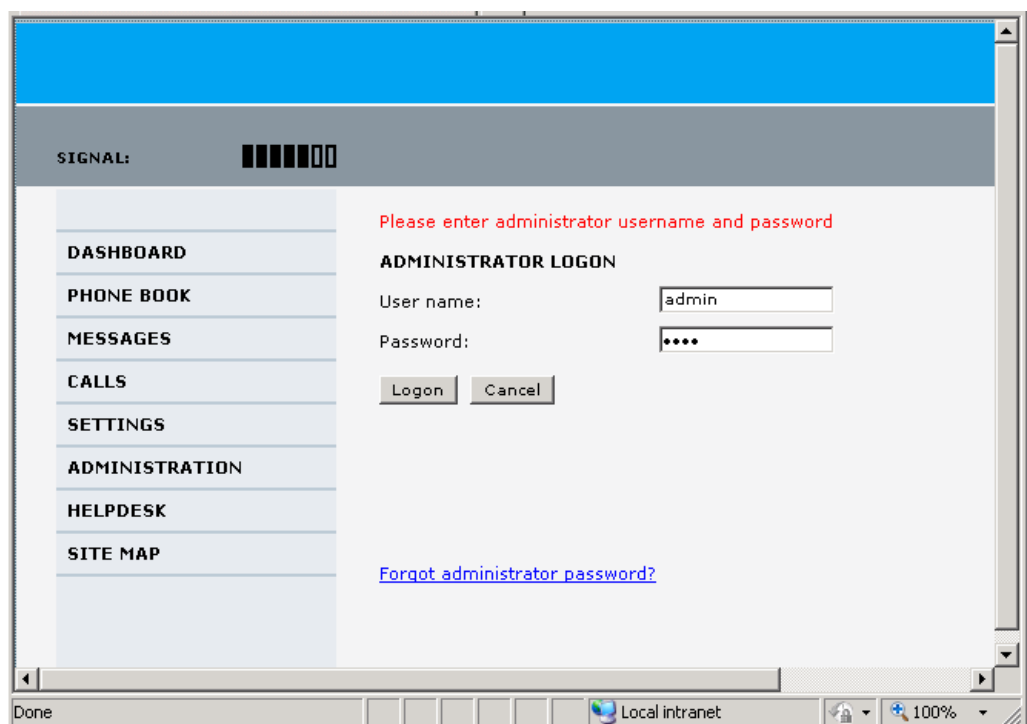 SIGNAL:
Please enter administrator username and password
DASHBOARD
ADMINISTRATOR LOGON
PHONE BOOK
User name: admin
MESSAGES
Password: ••••
CALLS
Logon Cancel
SETTINGS
ADMINISTRATION
HELPDESK
SITE MAP
Forgot administrator password?
Done Local intranet 100%